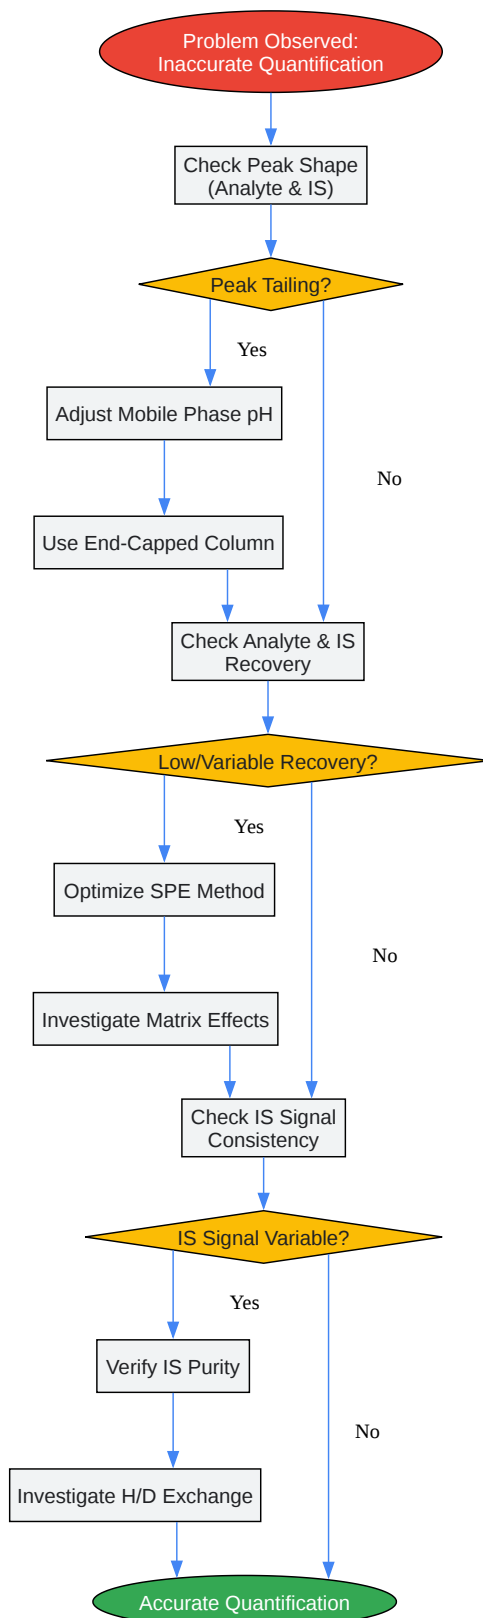 Problem Observed:
Inaccurate Quantification
Check Peak Shape
(Analyte & IS)
Peak Tailing?
Yes
Adjust Mobile Phase pH
No
Use End-Capped Column
Check Analyte & IS
Recovery
Low/Variable Recovery?
Yes
Optimize SPE Method
No
Investigate Matrix Effects
Check IS Signal
Consistency
IS Signal Variable?
Yes
Verify IS Purity
No
Investigate H/D Exchange
Accurate Quantification